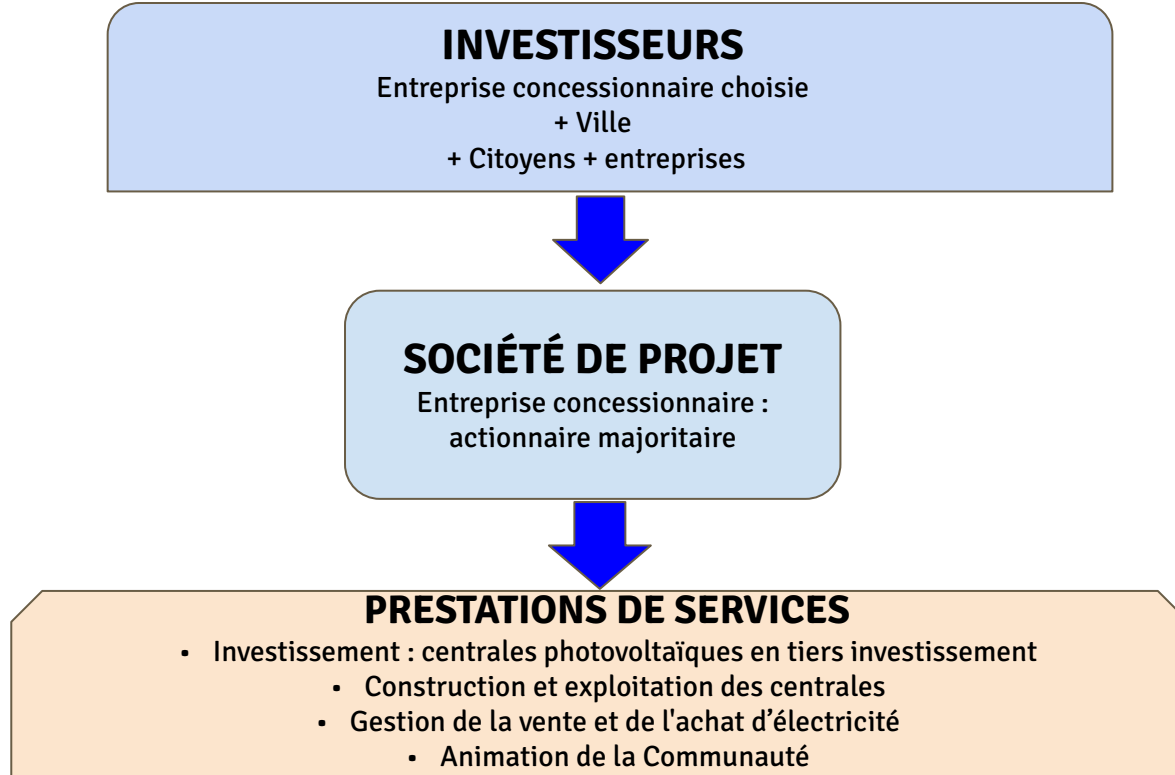 INVESTISSEURS
Entreprise concessionnaire choisie
+ Ville
+ Citoyens + entreprises
SOCIÉTÉ DE PROJET
Entreprise concessionnaire :
actionnaire majoritaire
PRESTATIONS DE SERVICES
• Investissement : centrales photovoltaïques en tiers investissement
• Construction et exploitation des centrales
• Gestion de la vente et de l'achat d’électricité
• Animation de la Communauté